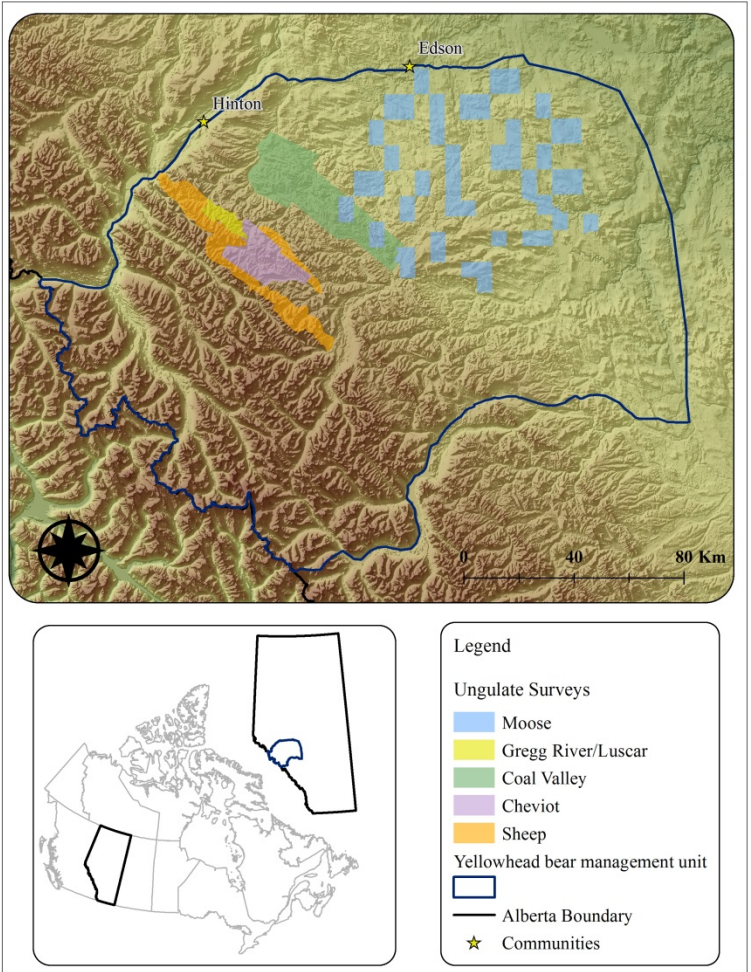 Edson
Hinton
0 40 80 Km
Legend
Ungulate Surveys
Moose
Gregg River/Luscar
Coal Valley
Cheviot
Sheep
Yellowhead bear management unit
Alberta Boundary
Communities